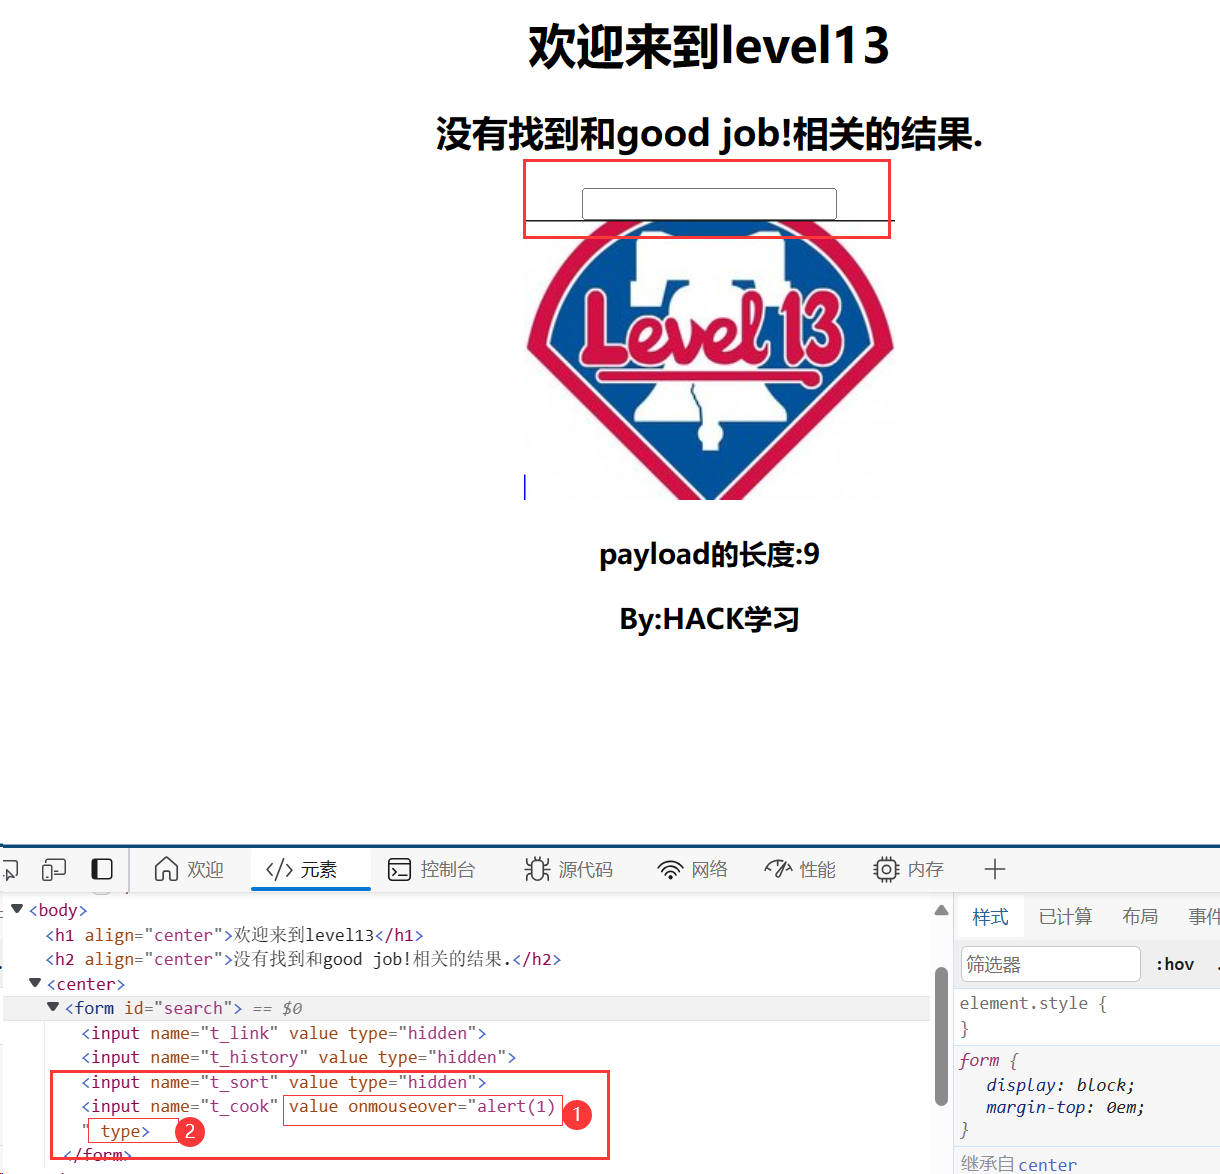 欢迎来到level13
没有找到和good job!相关的结果.
Level 13
payload的长度:9
By:HACK学习
欢迎 元素 控制台 源代码 网络 性能 内存
<body>
<h1 align="center">欢迎来到level13</h1>
<h2 align="center">没有找到和good job!相关的结果.</h2>
<center>
<form id="search"> == $0
<input name="t_link" value type="hidden">
<input name="t_history" value type="hidden">
<input name="t_sort" value type="hidden">
<input name="t_cook" value onmouseover="alert(1) 1
" type> 2
</form>
样式 已计算 布局 事件
筛选器 :hov .
element.style {
}
form {
display: block;
margin-top: 0em;
}
继承自 center